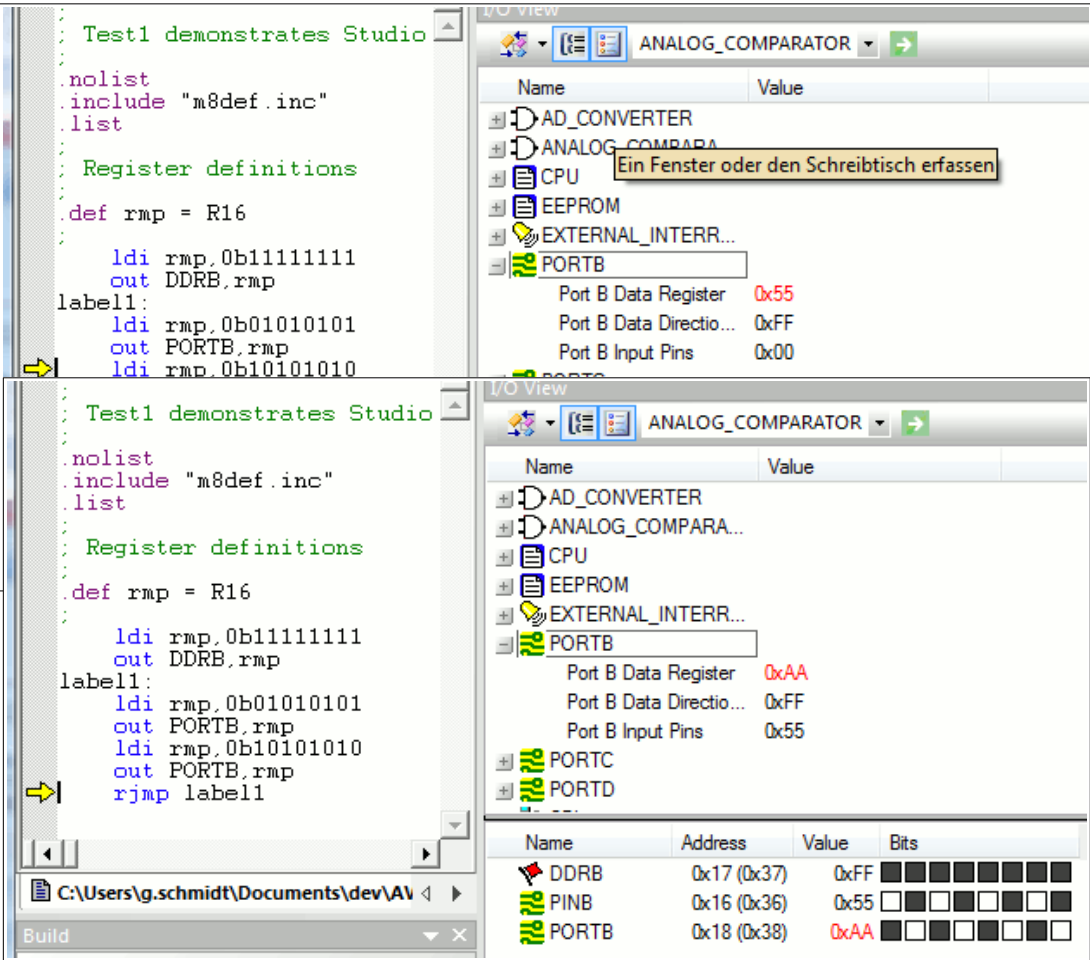 I/O View
; Test1 demonstrates Studio
;
.nolist
.include "m8def.inc"
.list
;
; Register definitions
;
.def rmp = R16
;
ldi rmp,0b11111111
out DDRB,rmp
label1:
ldi rmp,0b01010101
out PORTB,rmp
ldi rmp,0b10101010
ANALOG_COMPARATOR
Name Value
AD_CONVERTER
ANALOG_COMPARA
Ein Fenster oder den Schreibtisch erfassen
CPU
EEPROM
EXTERNAL_INTERR...
PORTB
Port B Data Register 0x55
Port B Data Directio... 0xFF
Port B Input Pins 0x00
;
; Test1 demonstrates Studio
;
.nolist
.include "m8def.inc"
.list
;
; Register definitions
;
.def rmp = R16
;
ldi rmp,0b11111111
out DDRB,rmp
label1:
ldi rmp,0b01010101
out PORTB,rmp
ldi rmp,0b10101010
out PORTB,rmp
rjmp label1
C:\Users\g.schmidt\Documents\dev\AV
Build
I/O View
ANALOG_COMPARATOR
Name Value
AD_CONVERTER
ANALOG_COMPARA...
CPU
EEPROM
EXTERNAL_INTERR...
PORTB
Port B Data Register 0xAA
Port B Data Directio... 0xFF
Port B Input Pins 0x55
PORTC
PORTD
Name Address Value Bits
DDRB 0x17 (0x37) 0xFF
PINB 0x16 (0x36) 0x55
PORTB 0x18 (0x38) 0xAA